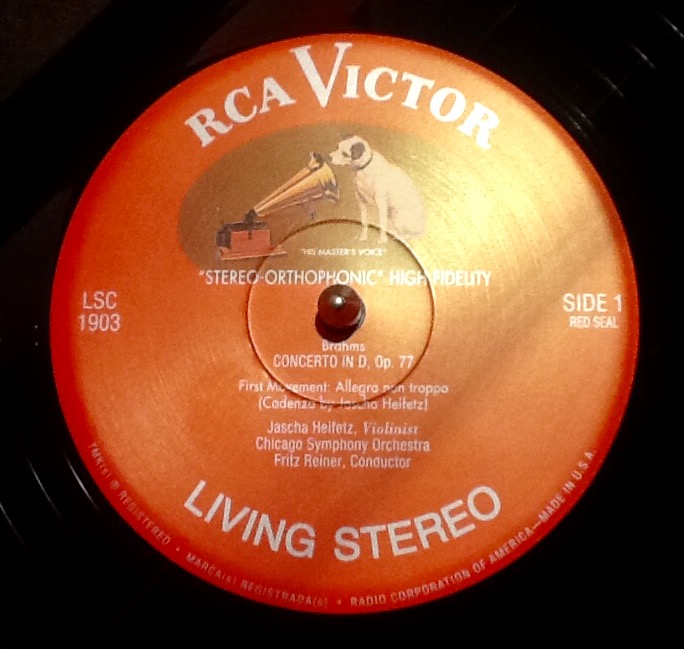 RCA VICTOR
"HIS MASTER'S VOICE"
"STEREO-ORTHOPHONIC" HIGH FIDELITY
LSC
1903
SIDE 1
RED SEAL
Brahms
CONCERTO IN D, Op. 77
First Movement: Allegro non troppo
(Cadenza by Jascha Heifetz)
Jascha Heifetz, Violinist
Chicago Symphony Orchestra
Fritz Reiner, Conductor
LIVING STEREO
TMK(s) ® REGISTERED • MARCA(s) REGISTRADA(s) • RADIO CORPORATION OF AMERICA—MADE IN U.S.A.